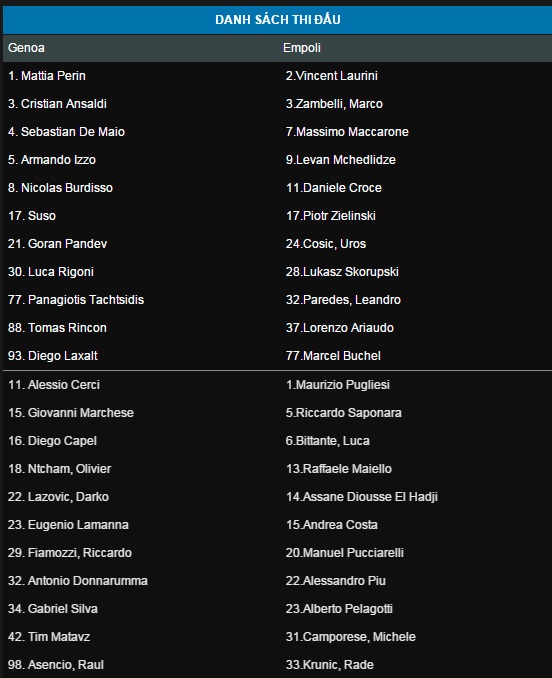 DANH SÁCH THI ĐẤU
Genoa Empoli
1. Mattia Perin 2.Vincent Laurini
3. Cristian Ansaldi 3.Zambelli, Marco
4. Sebastian De Maio 7.Massimo Maccarone
5. Armando Izzo 9.Levan Mchedlidze
8. Nicolas Burdisso 11.Daniele Croce
17. Suso 17.Piotr Zielinski
21. Goran Pandev 24.Cosic, Uros
30. Luca Rigoni 28.Lukasz Skorupski
77. Panagiotis Tachtsidis 32.Paredes, Leandro
88. Tomas Rincon 37.Lorenzo Ariaudo
93. Diego Laxalt 77.Marcel Buchel
11. Alessio Cerci 1.Maurizio Pugliesi
15. Giovanni Marchese 5.Riccardo Saponara
16. Diego Capel 6.Bittante, Luca
18. Ntcham, Olivier 13.Raffaele Maiello
22. Lazovic, Darko 14.Assane Diousse El Hadji
23. Eugenio Lamanna 15.Andrea Costa
29. Fiamozzi, Riccardo 20.Manuel Pucciarelli
32. Antonio Donnarumma 22.Alessandro Piu
34. Gabriel Silva 23.Alberto Pelagotti
42. Tim Matavz 31.Camporese, Michele
98. Asencio, Raul 33.Krunic, Rade